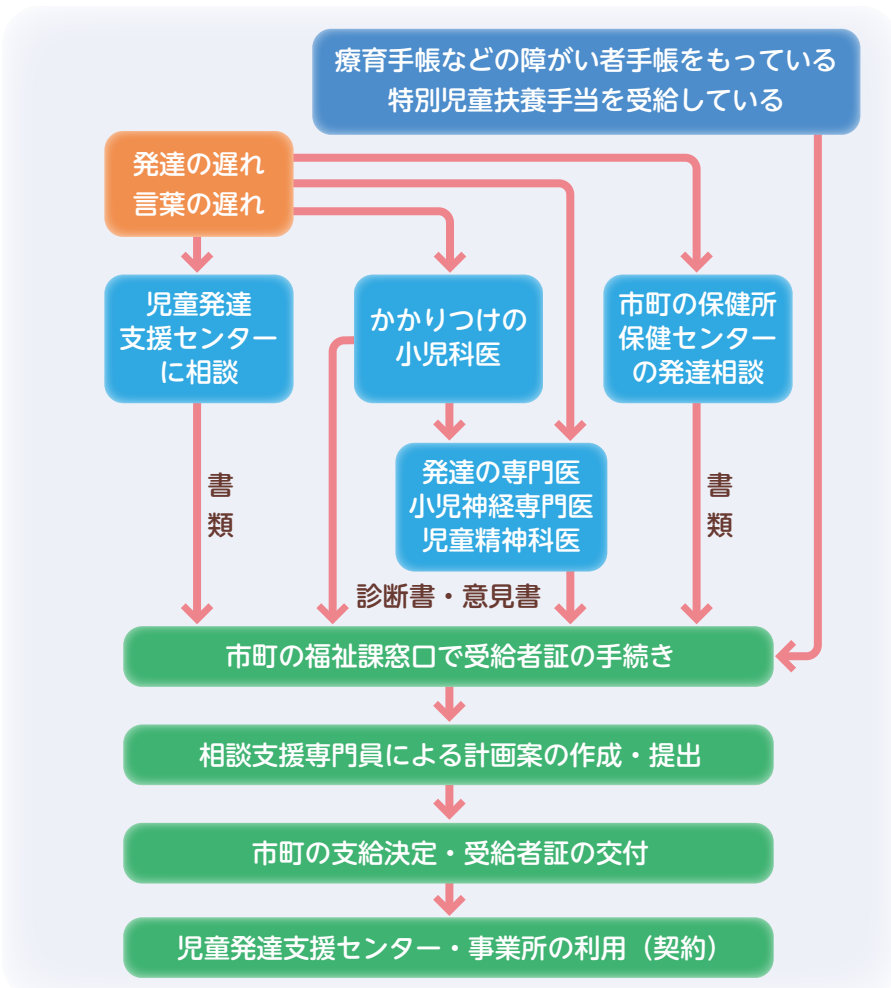 療育手帳などの障がい者手帳をもっている
特別児童扶養手当を受給している
発達の遅れ
言葉の遅れ
児童発達
支援センター
に相談
かかりつけの
小児科医
市町の保健所
保健センター
の発達相談
発達の専門医
小児神経専門医
児童精神科医
書類
書類
診断書・意見書
市町の福祉課窓口で受給者証の手続き
相談支援専門員による計画案の作成・提出
市町の支給決定・受給者証の交付
児童発達支援センター・事業所の利用（契約）